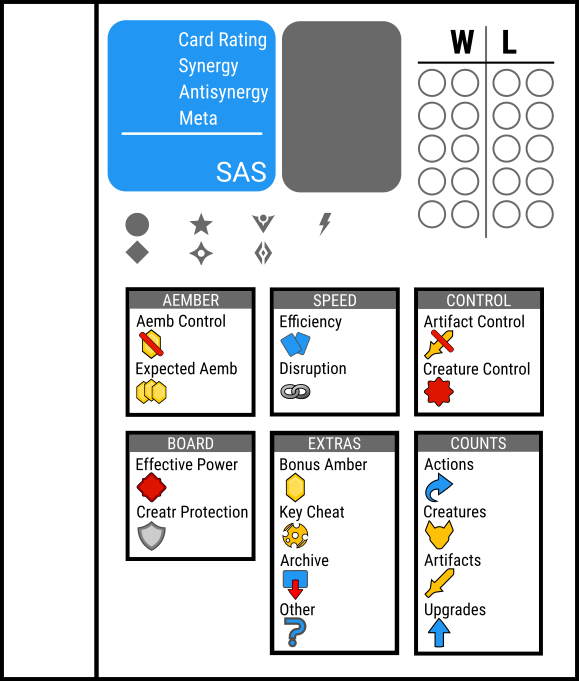 Card Rating
Synergy
Antisynergy
Meta
SAS
W L
AEMBER
Aemb Control
Expected Aemb
SPEED
Efficiency
Disruption
CONTROL
Artifact Control
Creature Control
BOARD
Effective Power
Creatr Protection
EXTRAS
Bonus Amber
Key Cheat
Archive
Other
COUNTS
Actions
Creatures
Artifacts
Upgrades